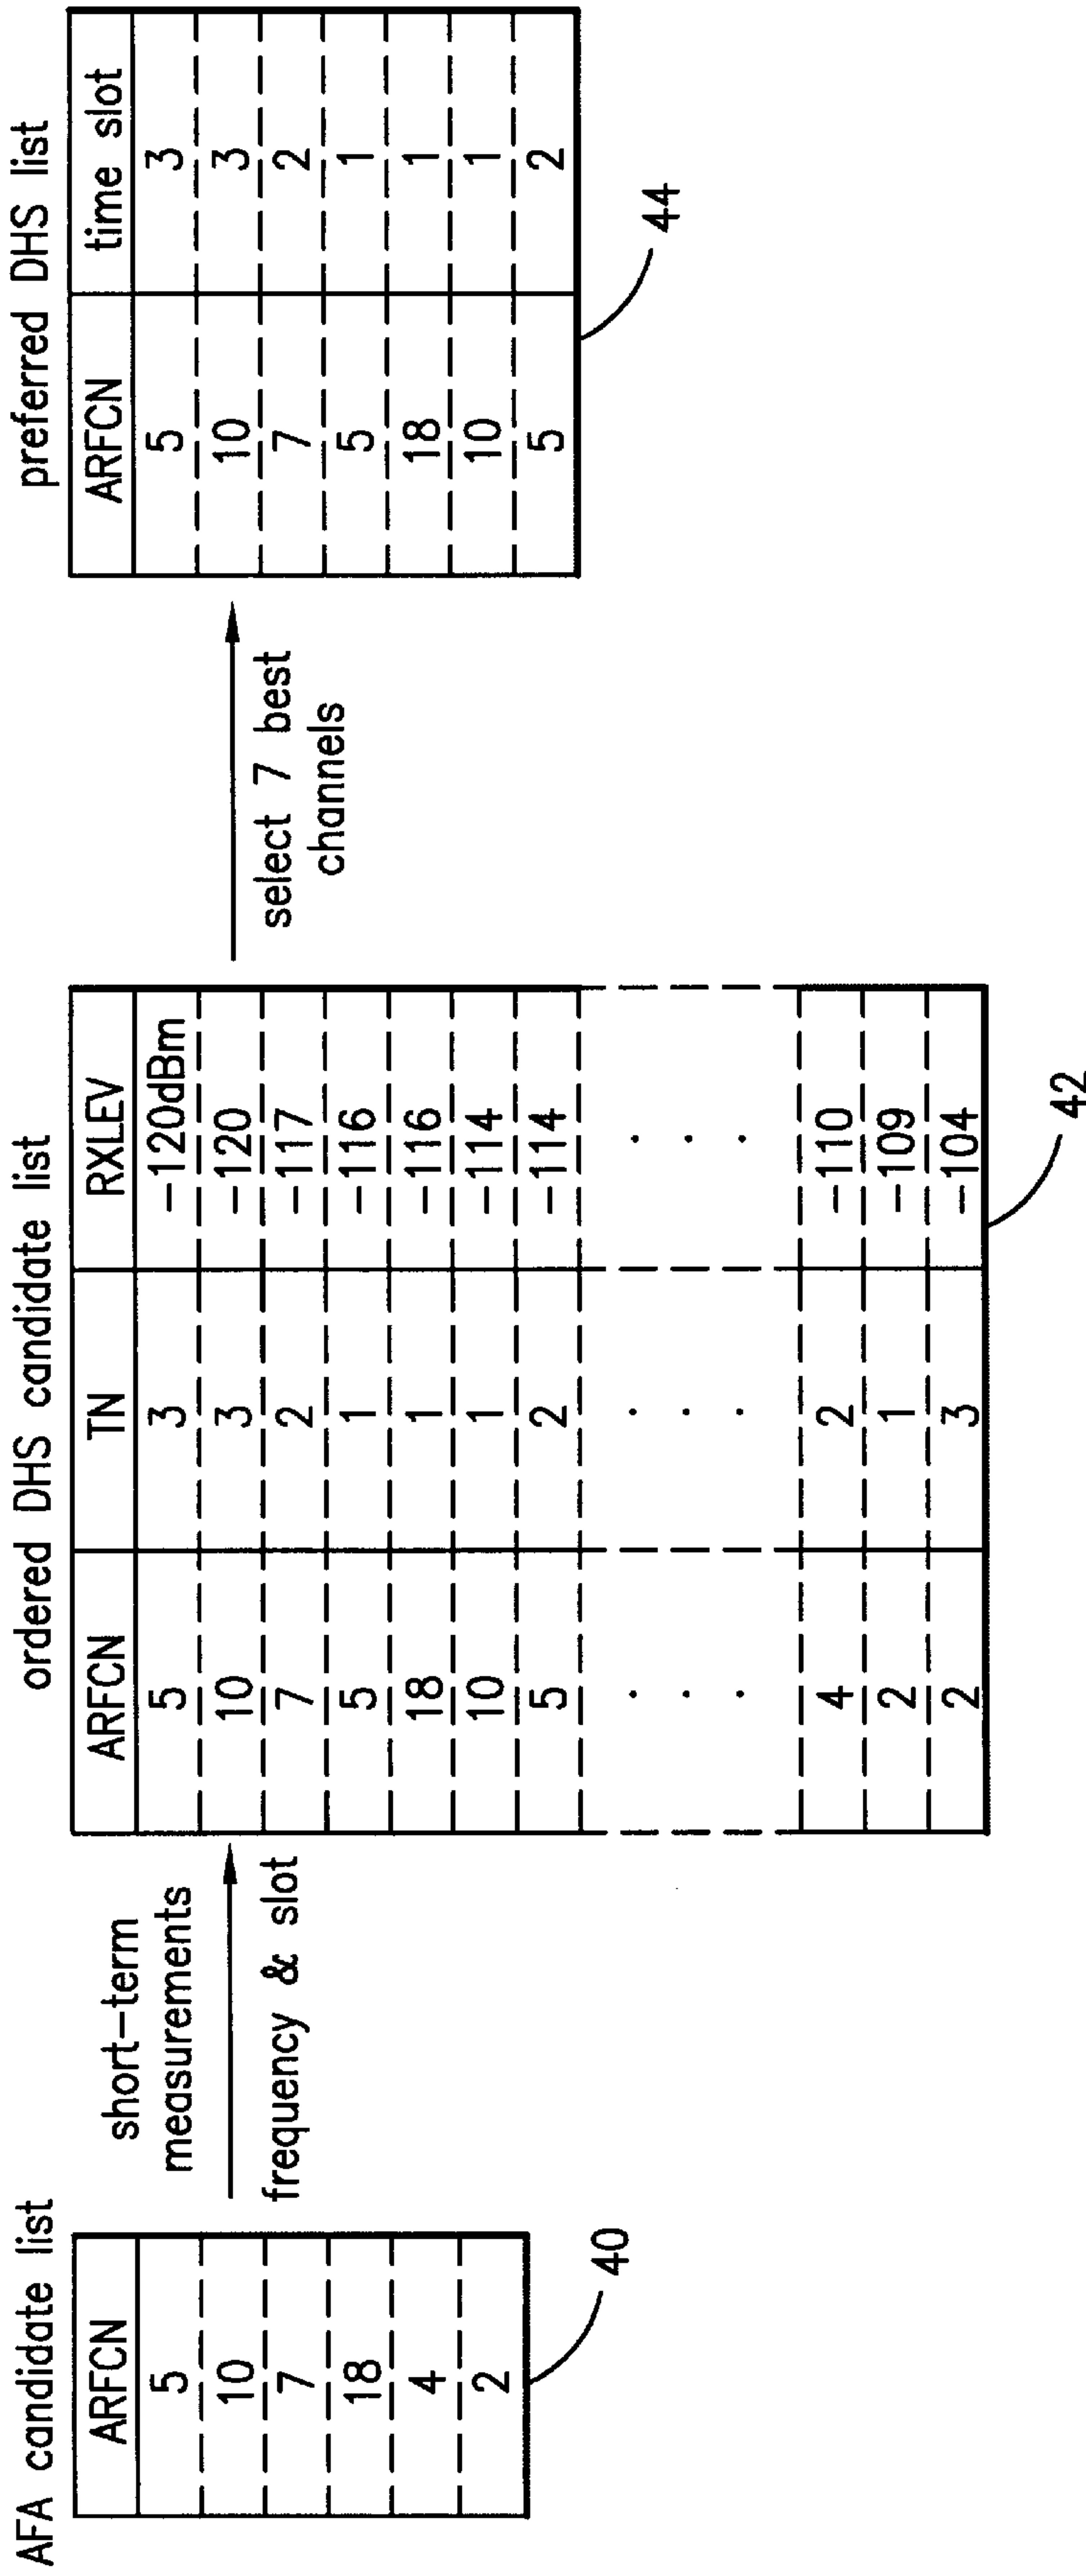 AFA candidate list
ARFCN
5
10
7
18
4
2
40
short-term
measurements
frequency & slot
ordered DHS candidate list
ARFCN TN RXLEV
5 3 -120dBm
10 3 -120
7 2 -117
5 1 -116
18 1 -116
10 1 -114
5 2 -114
. . .
. . .
. . .
4 2 -110
2 1 -109
2 3 -104
42
select 7 best
channels
preferred DHS list
ARFCN time slot
5 3
10 3
7 2
5 1
18 1
10 1
5 2
44